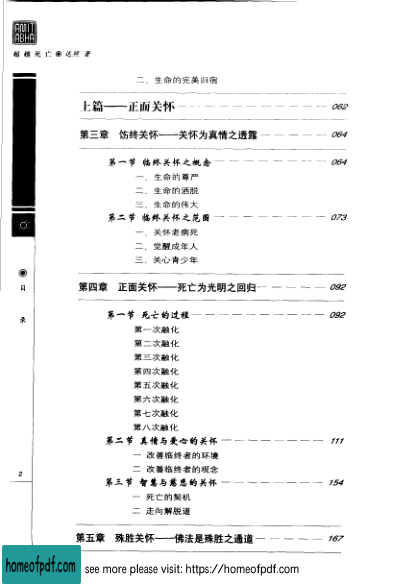 AMIT
ABHA
超越死亡◉达照 著
二、生命的完美归宿
上篇——正面关怀 062
第三章 饬终关怀——关怀为真情之透露 064
第一节 临终关怀之概念 064
一、生命的尊严
二、生命的洒脱
三、生命的伟大
第二节 临终关怀之范围 073
一、关怀老病死
二、觉醒成年人
三、关心青少年
第四章 正面关怀——死亡为光明之回归 092
第一节 死亡的过程 092
第一次融化
第二次融化
第三次融化
第四次融化
第五次融化
第六次融化
第七次融化
第八次融化
第二节 真情与爱心的关怀 111
一 改善临终者的环境
二 改善临终者的观念
第三节 智慧与慈悲的关怀 154
一 死亡的契机
二 走向解脱道
第五章 殊胜关怀——佛法是殊胜之通道 167
目
录
2
homeofpdf.com
see more please visit: https://homeofpdf.com